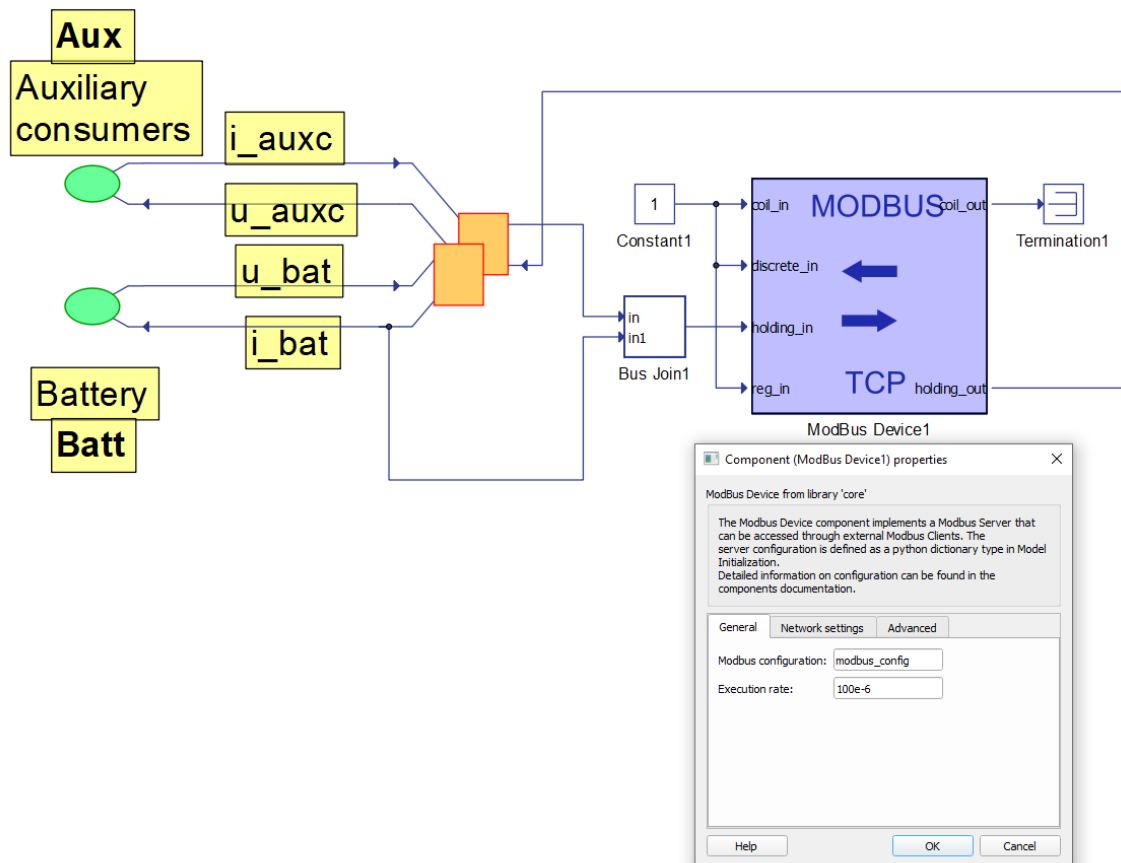 Aux
Auxiliary
consumers
i_auxc
u_auxc
u_bat
i_bat
Battery
Batt
1
Constant1
in
in1
Bus Join1
coil_in
MODBUS
coil_out
discrete_in
holding_in
reg_in
TCP
holding_out
ModBus Device1
Termination1
Component (ModBus Device1) properties
ModBus Device from library 'core'
The Modbus Device component implements a Modbus Server that
can be accessed through external Modbus Clients. The
server configuration is defined as a python dictionary type in Model
Initialization.
Detailed information on configuration can be found in the
components documentation.
General
Network settings
Advanced
Modbus configuration:
modbus_config
Execution rate:
100e-6
Help
OK
Cancel